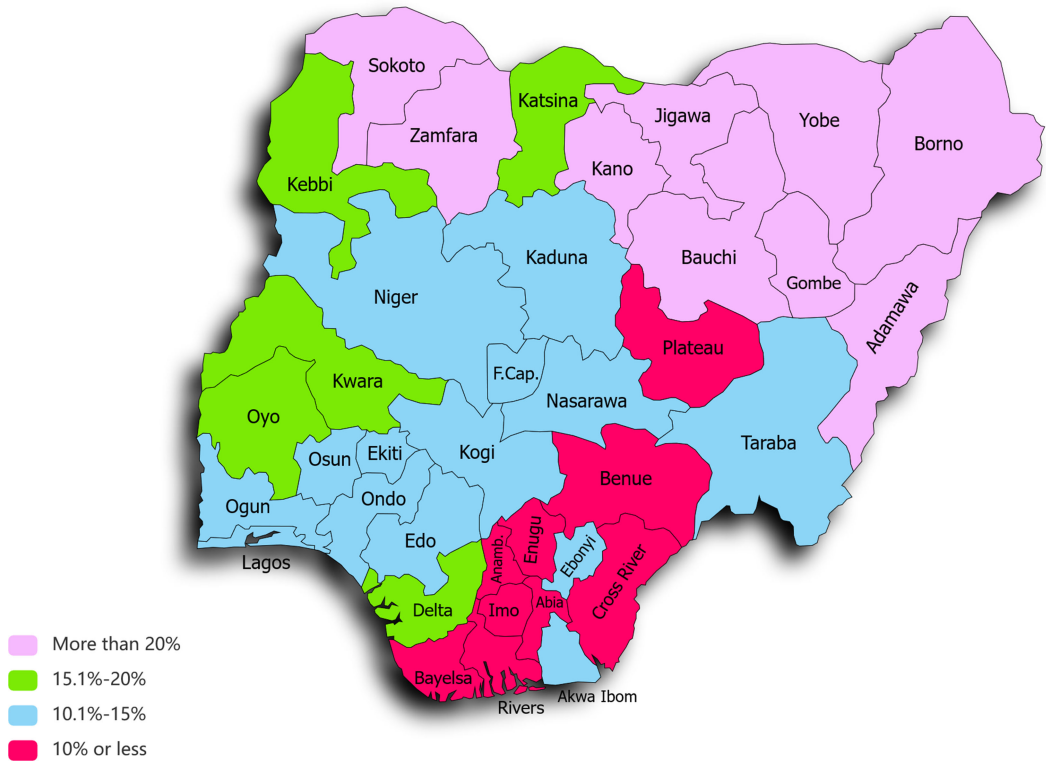 Sokoto
Katsina
Zamfara
Jigawa
Yobe
Borno
Kano
Kebbi
Kaduna
Bauchi
Gombe
Niger
Adamawa
Plateau
F.Cap.
Kwara
Nasarawa
Oyo
Taraba
Osun
Ekiti
Kogi
Benue
Ogun
Ondo
Edo
Enugu
Ebonyi
Anamb.
Lagos
Cross River
Delta
Imo
Abia
Bayelsa
Rivers
Akwa Ibom
More than 20%
15.1%-20%
10.1%-15%
10% or less